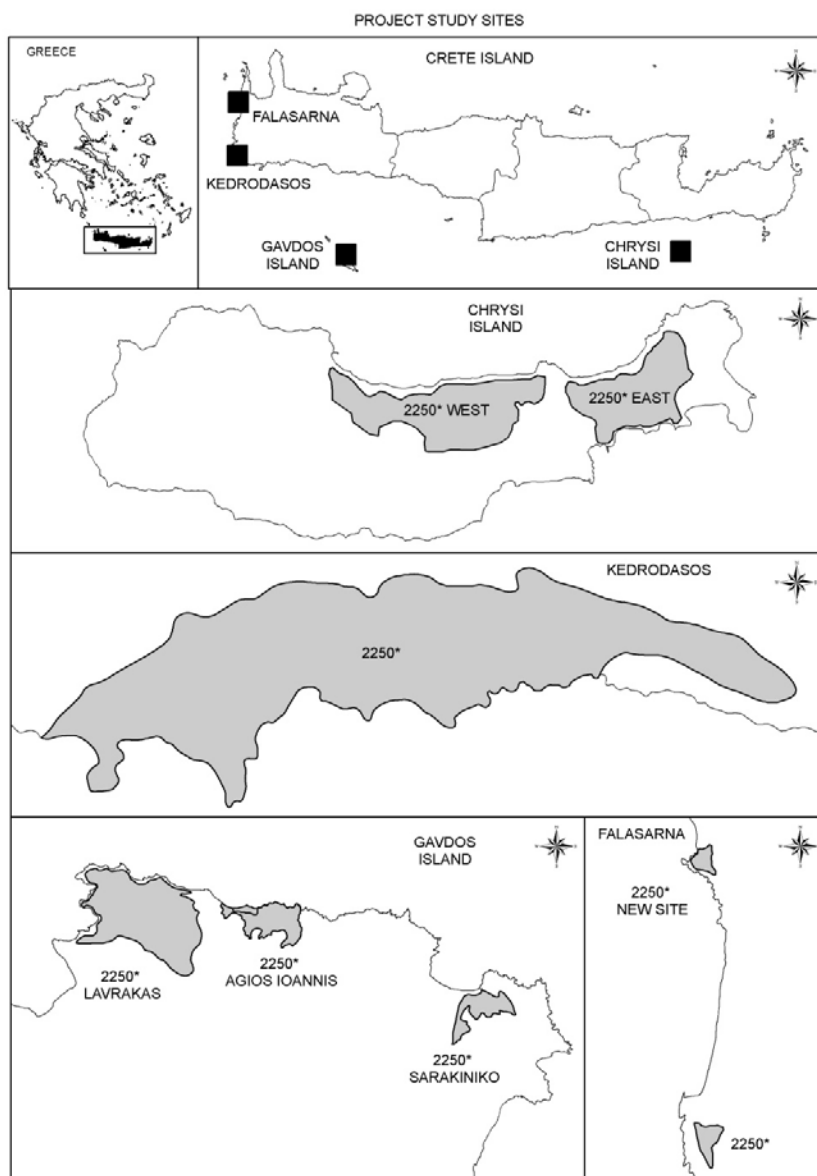 PROJECT STUDY SITES
GREECE
CRETE ISLAND
FALASARNA
KEDRODASOS
GAVDOS
ISLAND
CHRYSI
ISLAND
CHRYSI
ISLAND
2250* WEST
2250* EAST
KEDRODASOS
2250*
GAVDOS
ISLAND
2250*
LAVRAKAS
2250*
AGIOS IOANNIS
2250*
SARAKINIKO
FALASARNA
2250*
NEW SITE
2250*